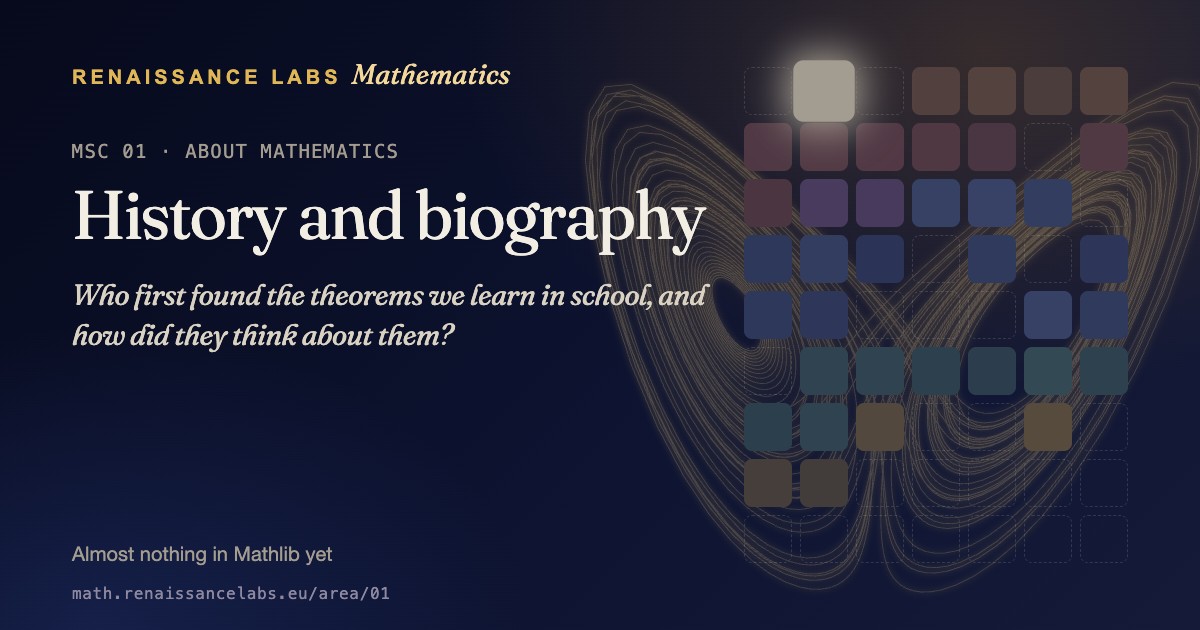 RENAISSANCE LABS Mathematics
MSC 01 · ABOUT MATHEMATICS
History and biography
Who first found the theorems we learn in school, and
how did they think about them?
Almost nothing in Mathlib yet
math.renaissancelabs.eu/area/01